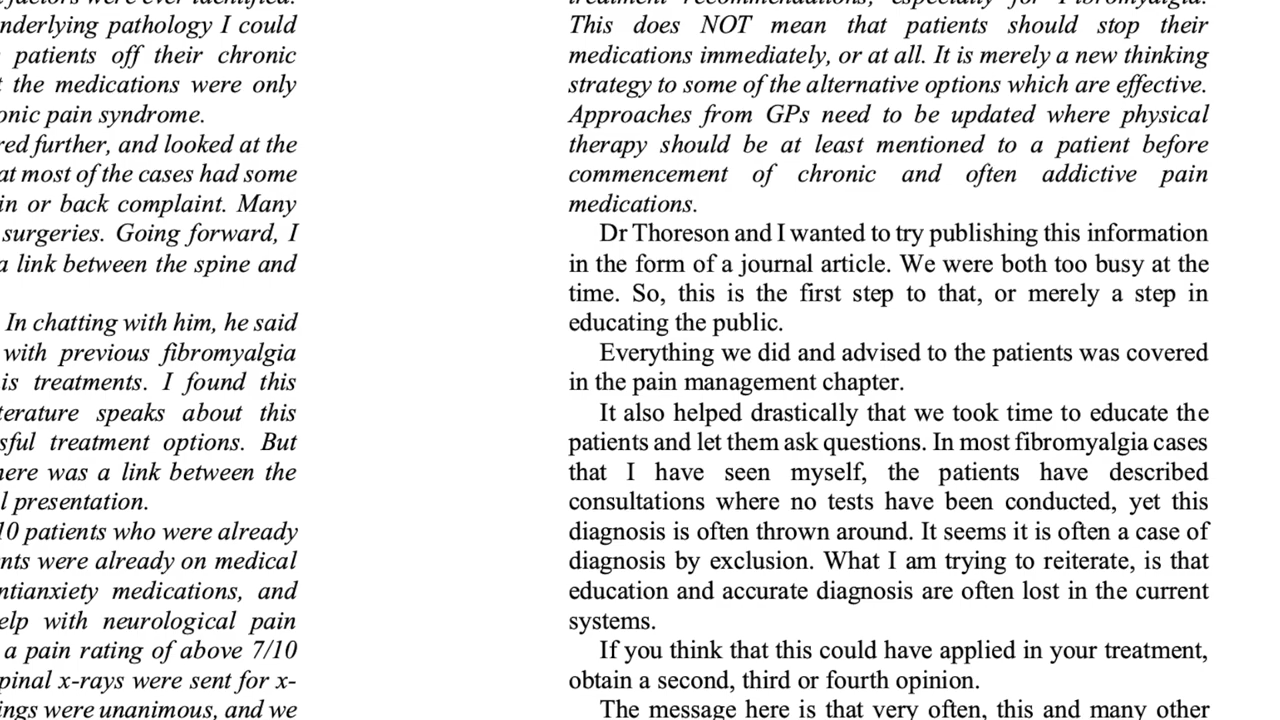 factors were ever identified.
nderlying pathology I could
patients off their chronic
t the medications were only
onic pain syndrome.
red further, and looked at the
at most of the cases had some
in or back complaint. Many
surgeries. Going forward, I
a link between the spine and
In chatting with him, he said
with previous fibromyalgia
is treatments. I found this
terature speaks about this
sful treatment options. But
here was a link between the
l presentation.
10 patients who were already
nts were already on medical
ntianxiety medications, and
elp with neurological pain
a pain rating of above 7/10
pinal x-rays were sent for x-
ings were unanimous, and we
treatment recommendations, especially for Fibromyalgia.
This does NOT mean that patients should stop their
medications immediately, or at all. It is merely a new thinking
strategy to some of the alternative options which are effective.
Approaches from GPs need to be updated where physical
therapy should be at least mentioned to a patient before
commencement of chronic and often addictive pain
medications.
Dr Thoreson and I wanted to try publishing this information
in the form of a journal article. We were both too busy at the
time. So, this is the first step to that, or merely a step in
educating the public.
Everything we did and advised to the patients was covered
in the pain management chapter.
It also helped drastically that we took time to educate the
patients and let them ask questions. In most fibromyalgia cases
that I have seen myself, the patients have described
consultations where no tests have been conducted, yet this
diagnosis is often thrown around. It seems it is often a case of
diagnosis by exclusion. What I am trying to reiterate, is that
education and accurate diagnosis are often lost in the current
systems.
If you think that this could have applied in your treatment,
obtain a second, third or fourth opinion.
The message here is that very often, this and many other